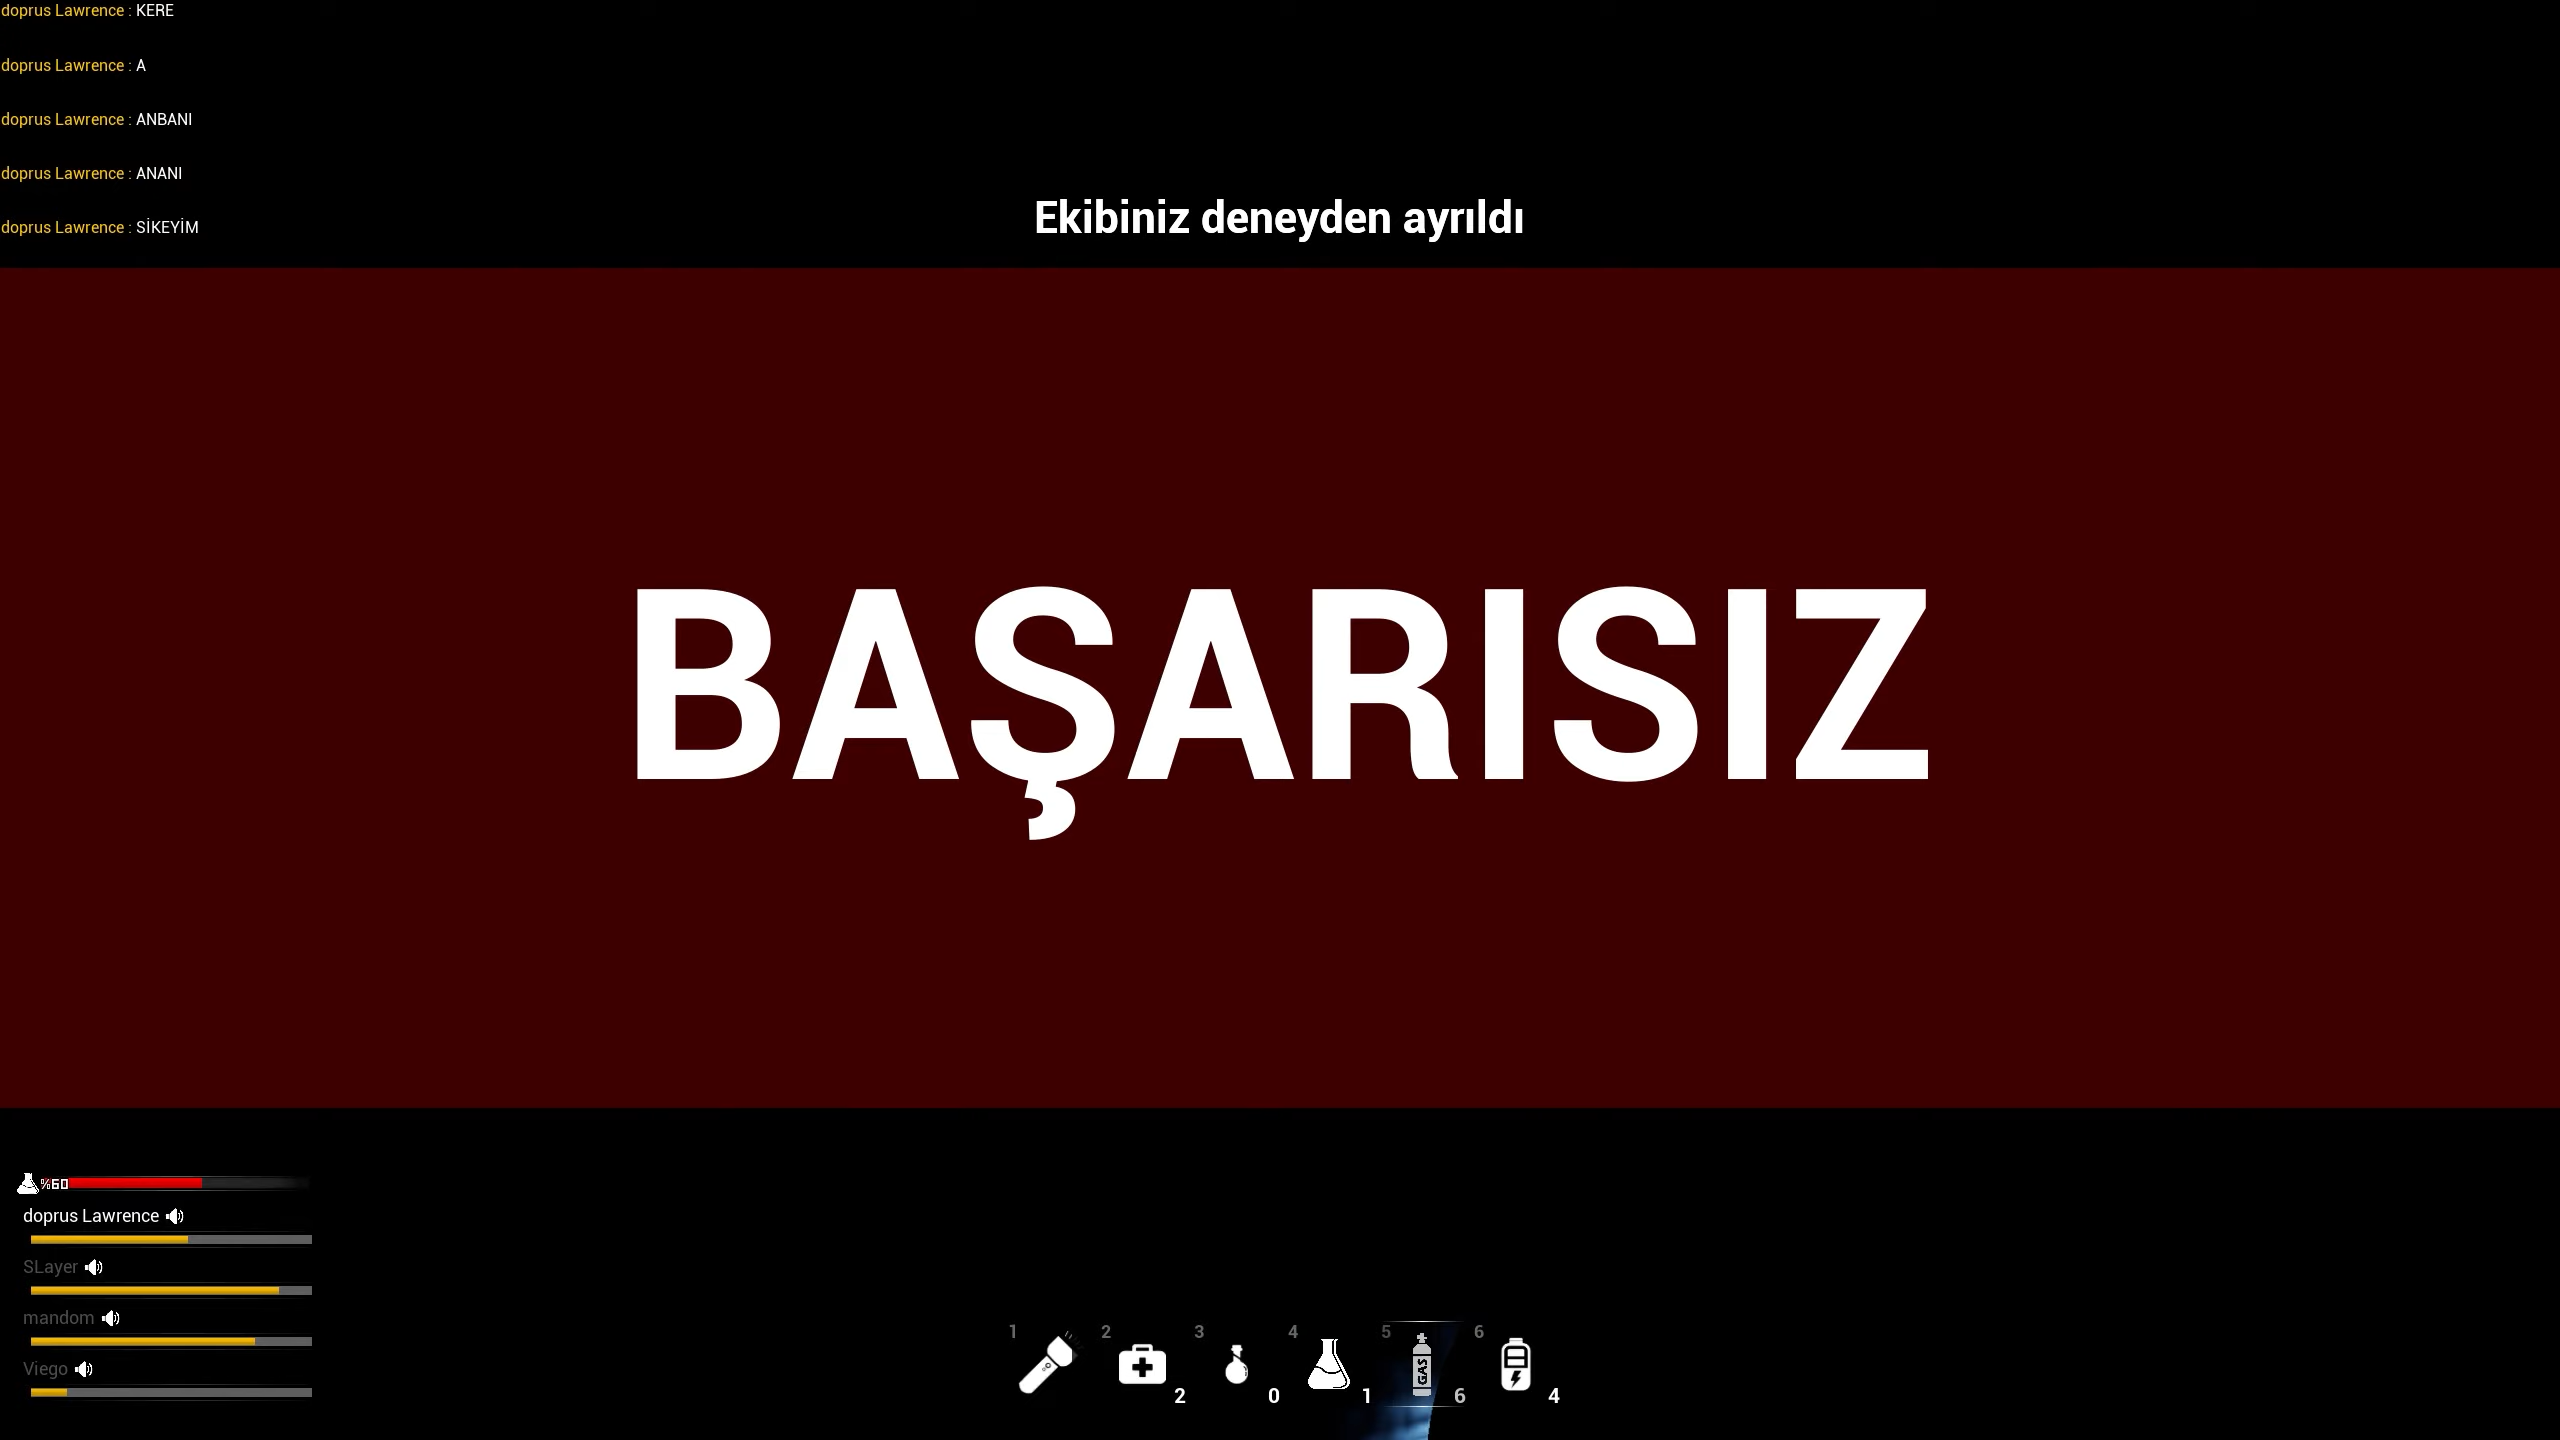 doprus Lawrence : KERE
doprus Lawrence : A
doprus Lawrence : ANBANI
doprus Lawrence : ANANI
doprus Lawrence : SİKEYİM
Ekibiniz deneyden ayrıldı
BAŞARISIZ
%60
doprus Lawrence
SLayer
mandom
Viego
1 2 3 4 5 6
GAS
2 0 1 6 4